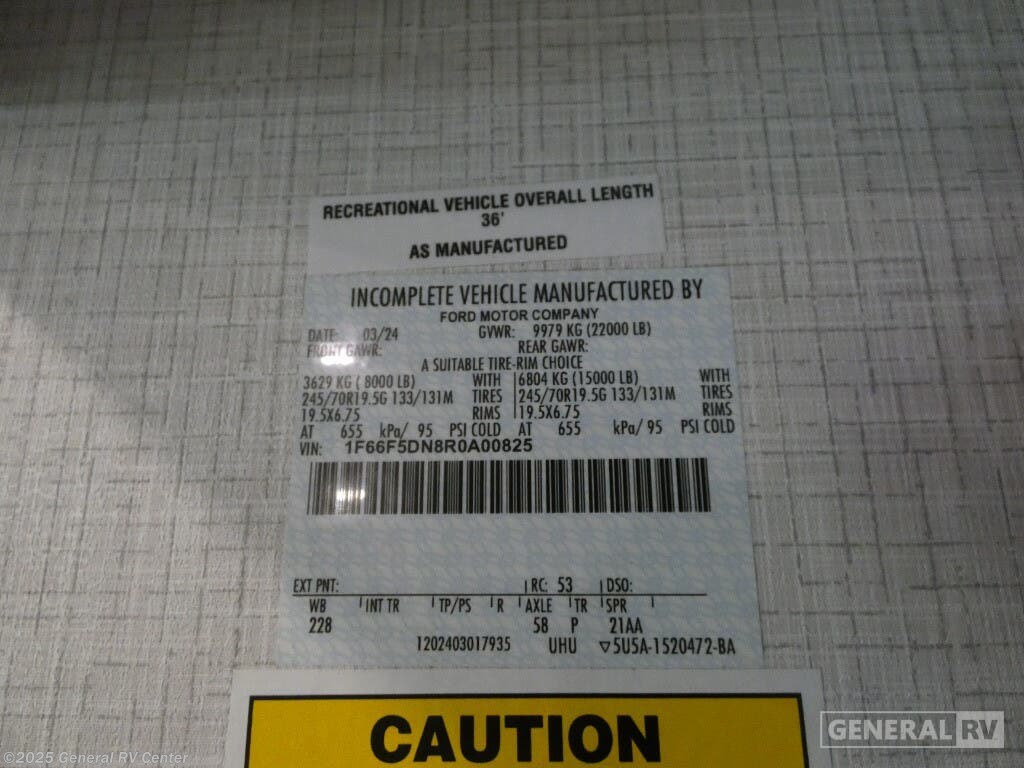 RECREATIONAL VEHICLE OVERALL LENGTH
36'
AS MANUFACTURED
INCOMPLETE VEHICLE MANUFACTURED BY
FORD MOTOR COMPANY
DATE: 03/24 GVWR: 9979 KG (22000 LB)
FRONT GAWR: REAR GAWR:
A SUITABLE TIRE-RIM CHOICE
3629 KG ( 8000 LB) WITH 6804 KG (15000 LB) WITH
245/70R19.5G 133/131M TIRES 245/70R19.5G 133/131M TIRES
19.5X6.75 RIMS 19.5X6.75 RIMS
AT 655 kPa/ 95 PSI COLD AT 655 kPa/ 95 PSI COLD
VIN: 1F66F5DN8R0A00825
EXT PNT: RC: 53 DSO:
WB INT TR TP/PS R AXLE TR SPR
228 58 P 21AA
1202403017935 UHU ▽5U5A-1520472-BA
CAUTION
GENERAL RV
©2025 General RV Center